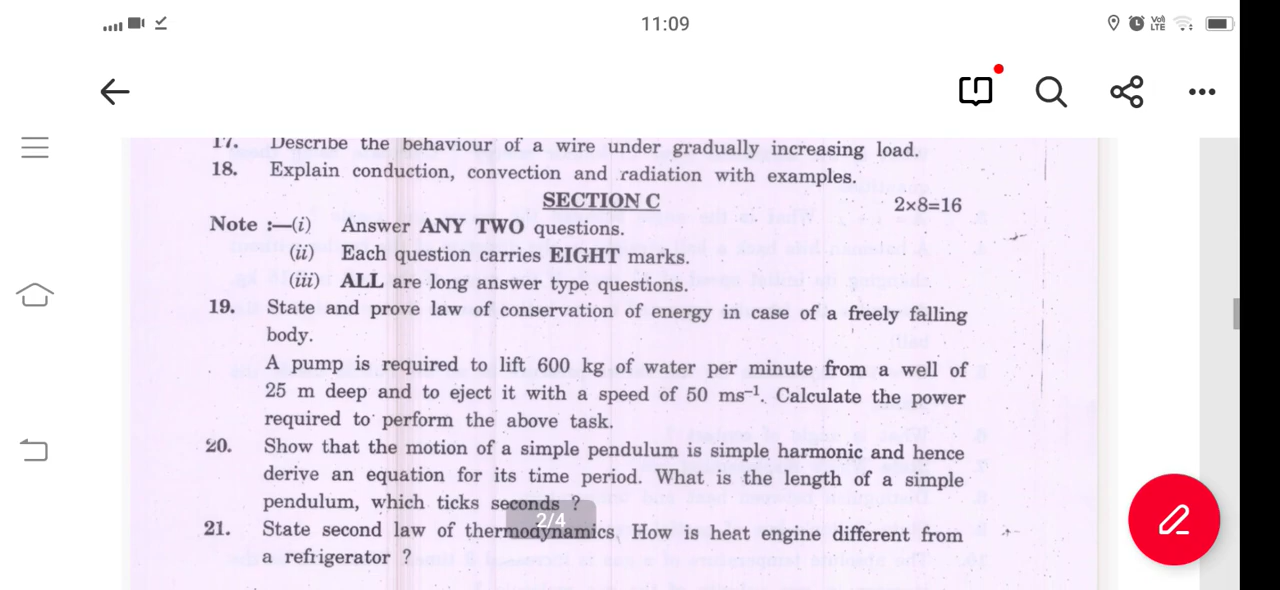 11:09
Vo) LTE
17. Describe the behaviour of a wire under gradually increasing load.
18. Explain conduction, convection and radiation with examples.
SECTION C 2×8=16
Note :—(i) Answer ANY TWO questions.
(ii) Each question carries EIGHT marks.
(iii) ALL are long answer type questions.
19. State and prove law of conservation of energy in case of a freely falling
body.
A pump is required to lift 600 kg of water per minute from a well of
25 m deep and to eject it with a speed of 50 ms⁻¹. Calculate the power
required to perform the above task.
20. Show that the motion of a simple pendulum is simple harmonic and hence
derive an equation for its time period. What is the length of a simple
pendulum, which ticks seconds ?
2/4
21. State second law of thermodynamics. How is heat engine different from
a refrigerator ?